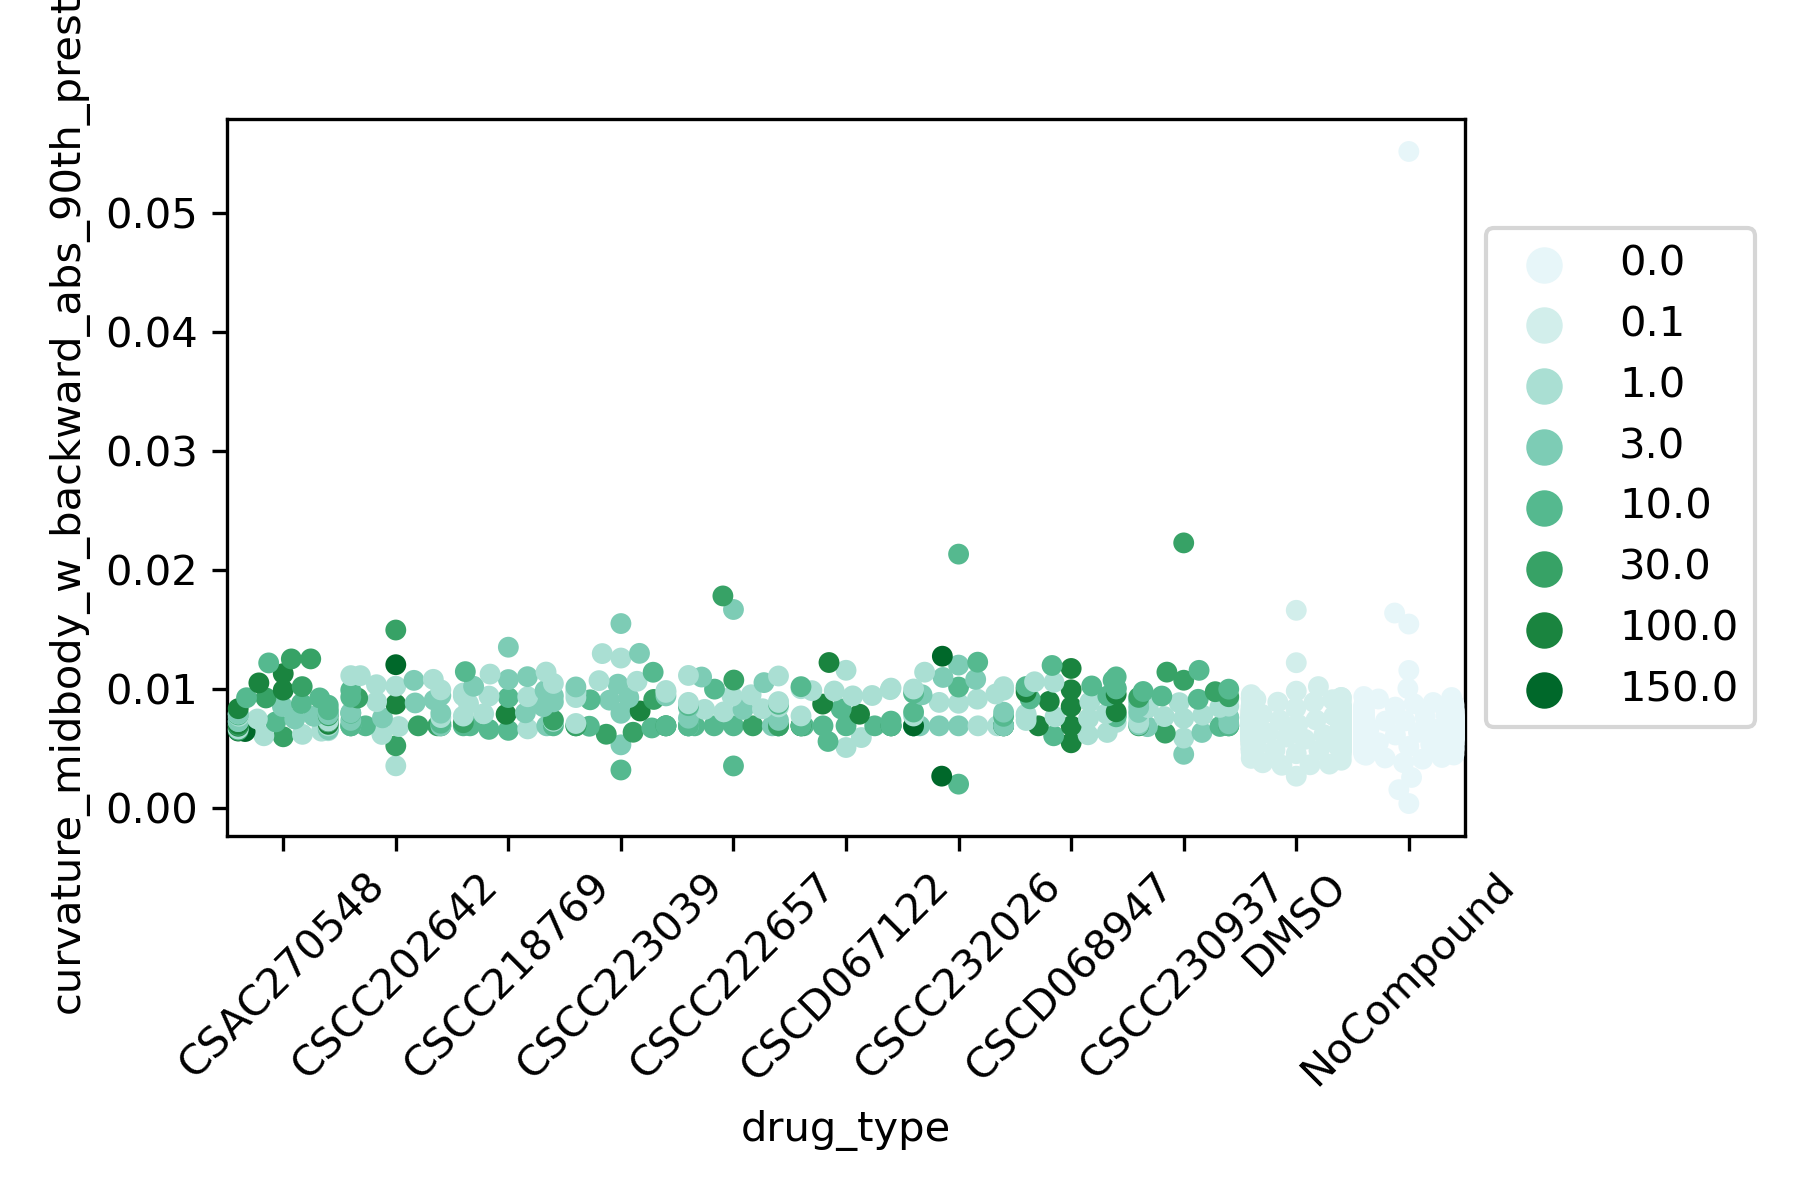 curvature_midbody_w_backward_abs_90th_prest
0.05
0.04
0.03
0.02
0.01
0.00
0.0
0.1
1.0
3.0
10.0
30.0
100.0
150.0
CSAC270548
CSCC202642
CSCC218769
CSCC223039
CSCC222657
CSCD067122
CSCC232026
CSCD068947
CSCC230937
DMSO
NoCompound
drug_type